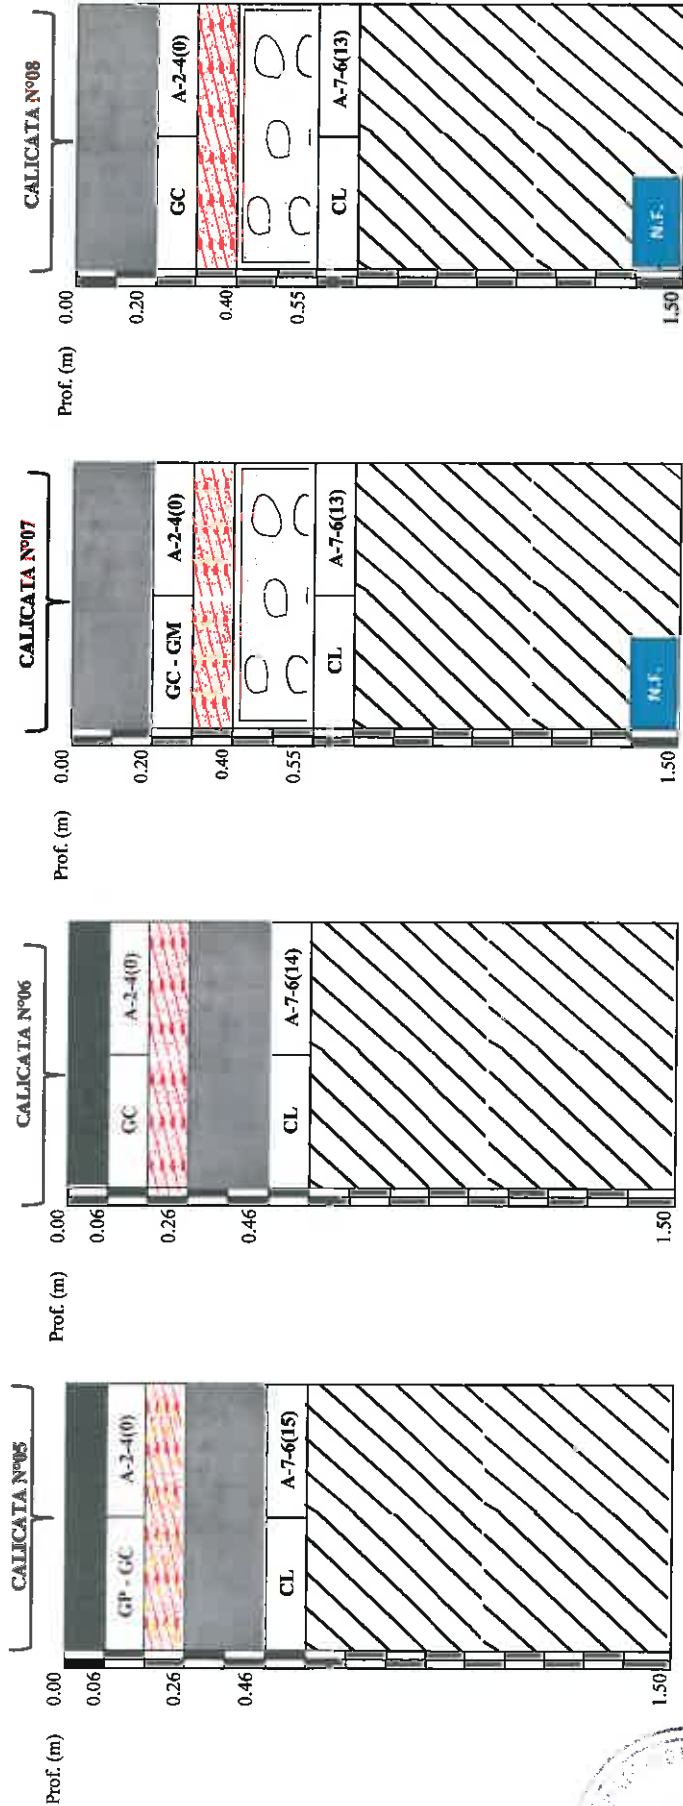 CALICATA N°05
Prof. (m)
0.00
0.06
GP - GC
A-2-4(0)
0.26
0.46
CL
A-7-6(15)
1.50
CALICATA N°06
Prof. (m)
0.00
0.06
GC
A-2-4(0)
0.26
0.46
CL
A-7-6(14)
1.50
CALICATA N°07
Prof. (m)
0.00
0.20
GC - GM
A-2-4(0)
0.40
0.55
CL
A-7-6(13)
N.F.
1.50
CALICATA N°08
Prof. (m)
0.00
0.20
GC
A-2-4(0)
0.40
0.55
CL
A-7-6(13)
N.F.
1.50